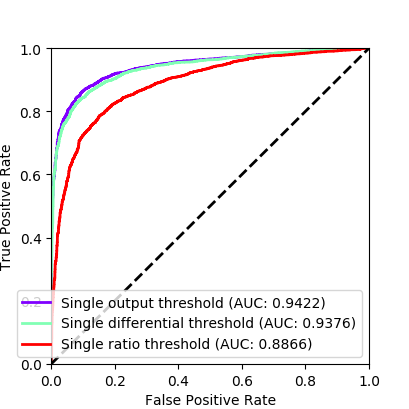 1.0
0.8
0.6
0.4
0.2
0.0
True Positive Rate
Single output threshold (AUC: 0.9422)
Single differential threshold (AUC: 0.9376)
Single ratio threshold (AUC: 0.8866)
0.0 0.2 0.4 0.6 0.8 1.0
False Positive Rate